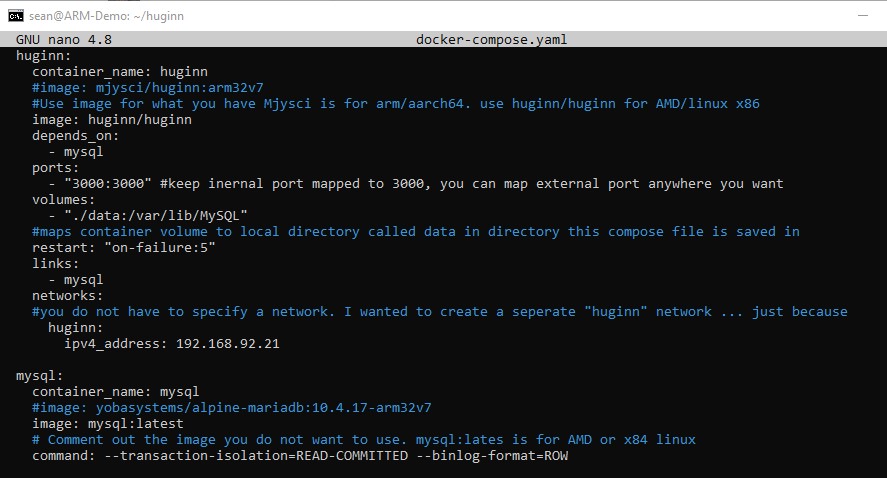 sean@ARM-Demo: ~/huginn
GNU nano 4.8 docker-compose.yaml
huginn:
  container_name: huginn
  #image: mjysci/huginn:arm32v7
  #Use image for what you have Mjysci is for arm/aarch64. use huginn/huginn for AMD/linux x86
  image: huginn/huginn
  depends_on:
    - mysql
  ports:
    - "3000:3000" #keep inernal port mapped to 3000, you can map external port anywhere you want
  volumes:
    - "./data:/var/lib/MySQL"
  #maps container volume to local directory called data in directory this compose file is saved in
  restart: "on-failure:5"
  links:
    - mysql
  networks:
  #you do not have to specify a network. I wanted to create a seperate "huginn" network ... just because
    huginn:
      ipv4_address: 192.168.92.21
mysql:
  container_name: mysql
  #image: yobasystems/alpine-mariadb:10.4.17-arm32v7
  image: mysql:latest
  # Comment out the image you do not want to use. mysql:lates is for AMD or x84 linux
  command: --transaction-isolation=READ-COMMITTED --binlog-format=ROW